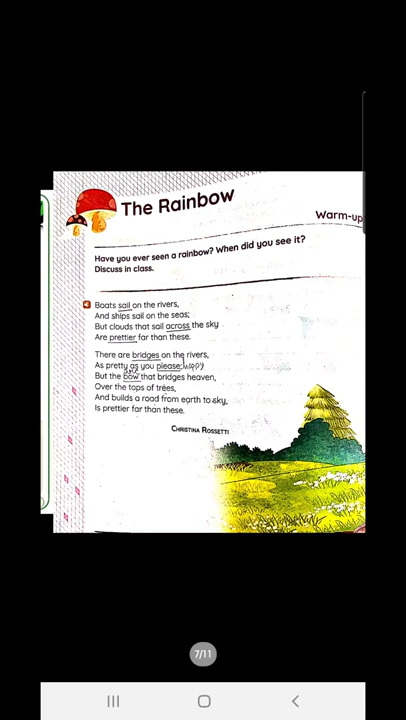 The Rainbow
Warm-up
Have you ever seen a rainbow? When did you see it?
Discuss in class.
Boats sail on the rivers,
And ships sail on the seas;
But clouds that sail across the sky
Are prettier far than these.
There are bridges on the rivers,
As pretty as you please;
But the bow that bridges heaven,
Over the tops of trees,
And builds a road from earth to sky,
Is prettier far than these.
CHRISTINA ROSSETTI
7/11